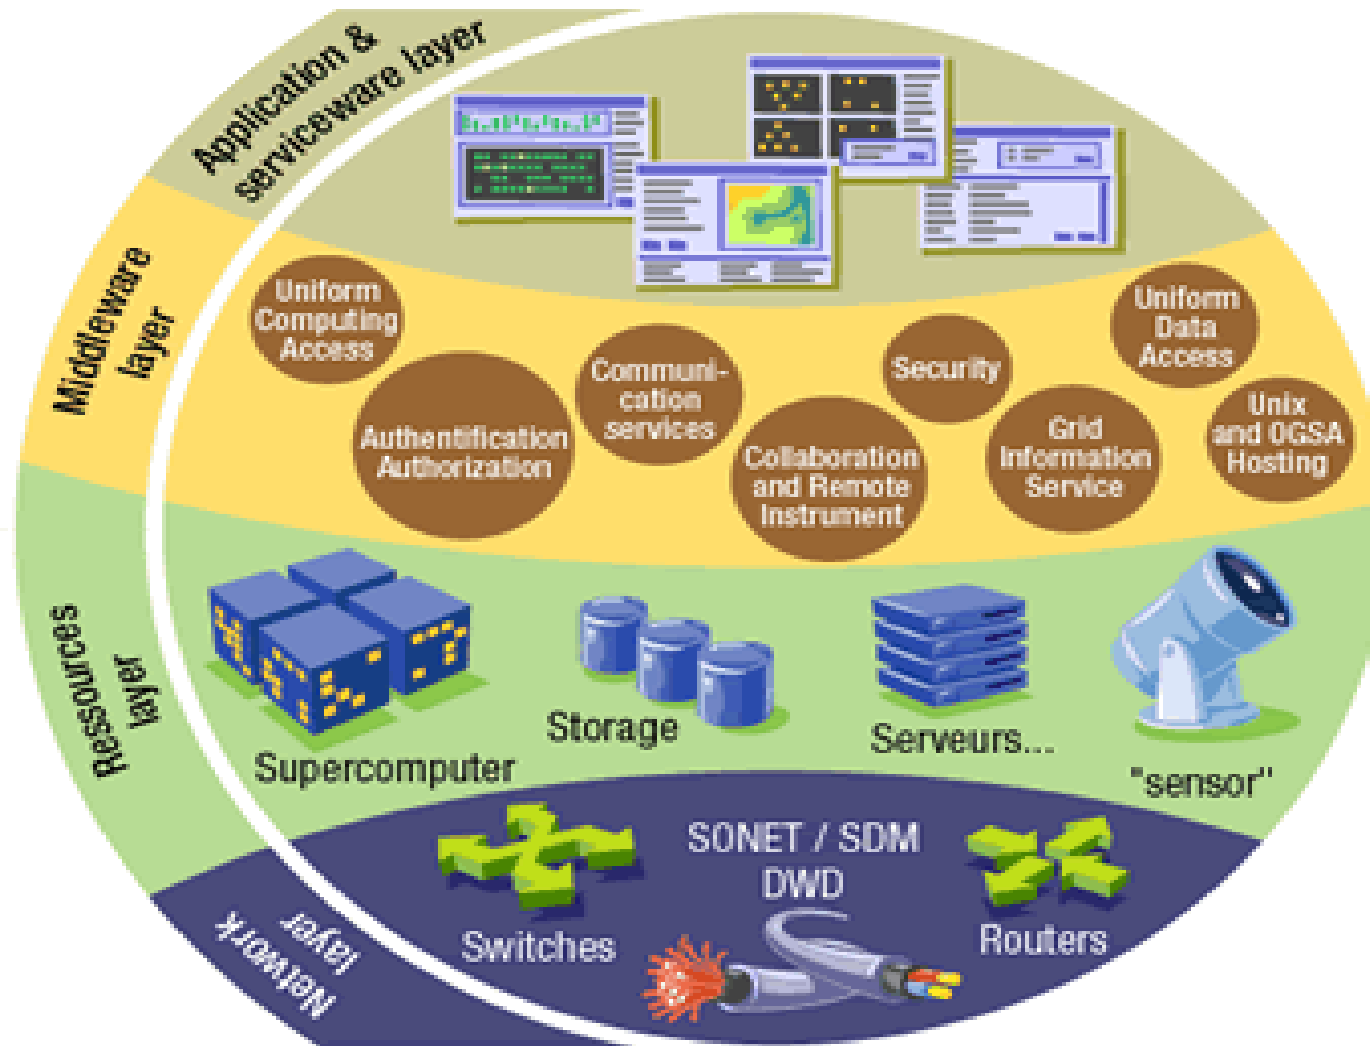 Application &
serviceware layer
Middleware
layer
Uniform
Computing
Access
Authentification
Authorization
Communi-
cation
services
Collaboration
and Remote
Instrument
Security
Grid
Information
Service
Uniform
Data
Access
Unix
and OGSA
Hosting
Ressources
layer
Supercomputer
Storage
Serveurs...
"sensor"
Network
layer
Switches
SONET / SDM
DWD
Routers